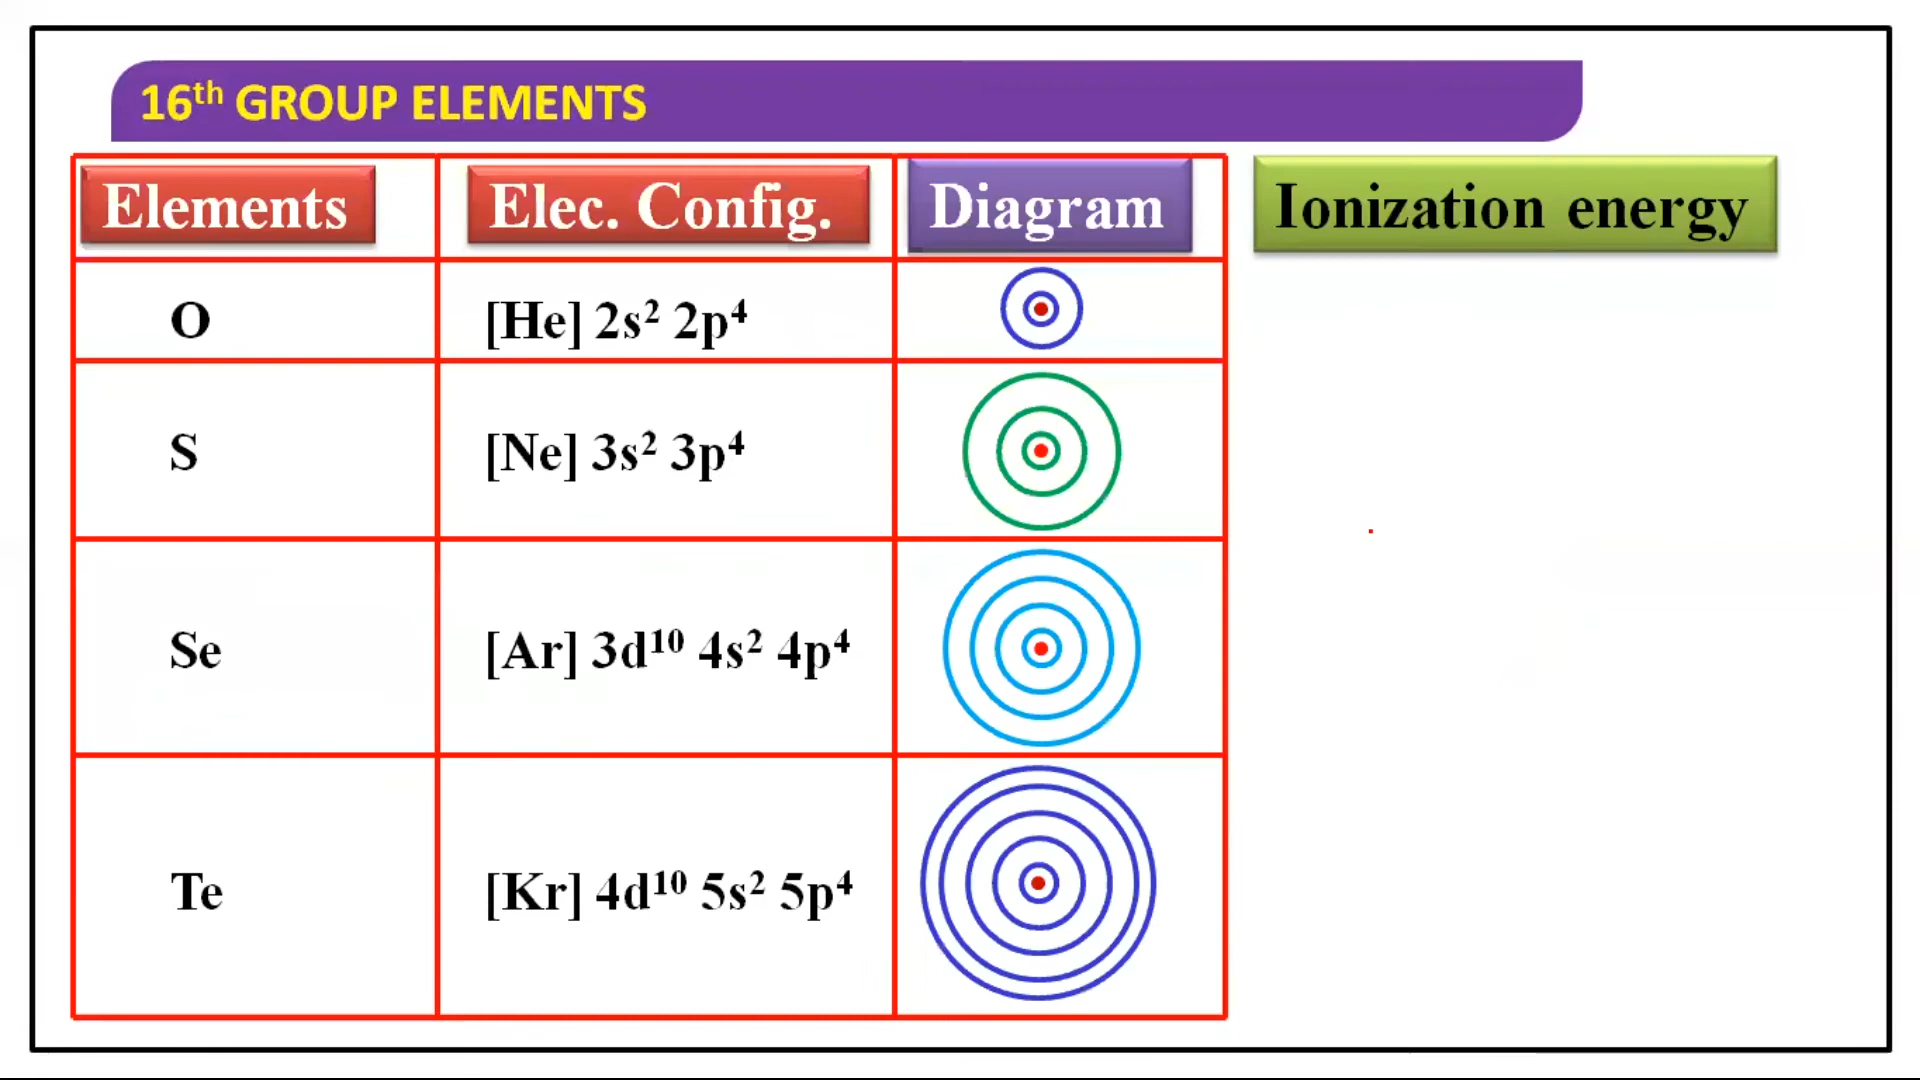 16th GROUP ELEMENTS
Elements Elec. Config. Diagram Ionization energy
O [He] 2s² 2p⁴
S [Ne] 3s² 3p⁴
Se [Ar] 3d¹⁰ 4s² 4p⁴
Te [Kr] 4d¹⁰ 5s² 5p⁴